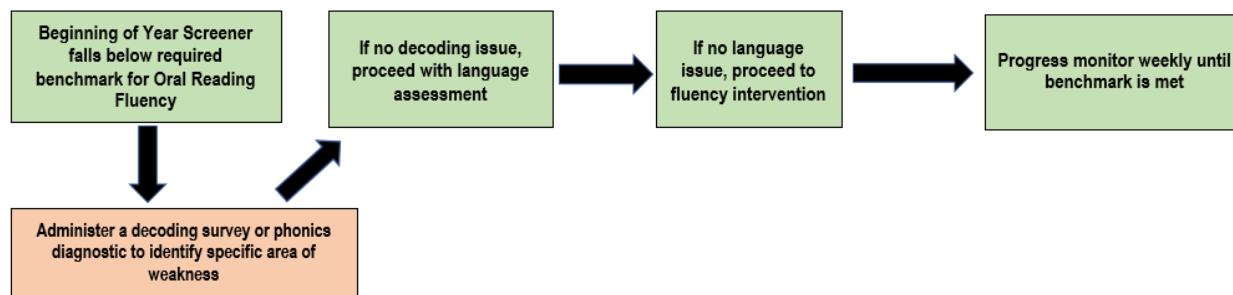 Beginning of Year Screener
falls below required
benchmark for Oral Reading
Fluency
Administer a decoding survey or phonics
diagnostic to identify specific area of
weakness
If no decoding issue,
proceed with language
assessment
If no language
issue, proceed to
fluency intervention
Progress monitor weekly until
benchmark is met